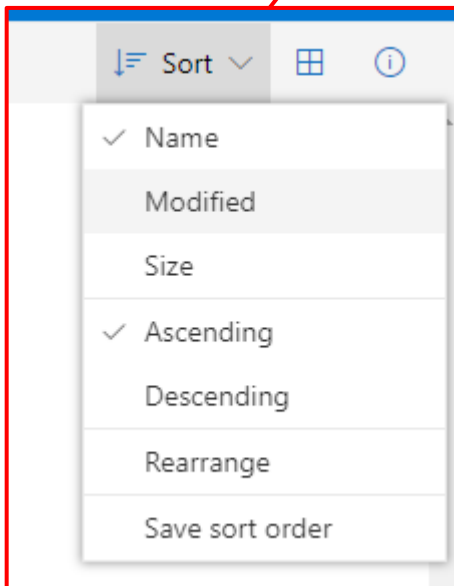 Sort
Name
Modified
Size
Ascending
Descending
Rearrange
Save sort order